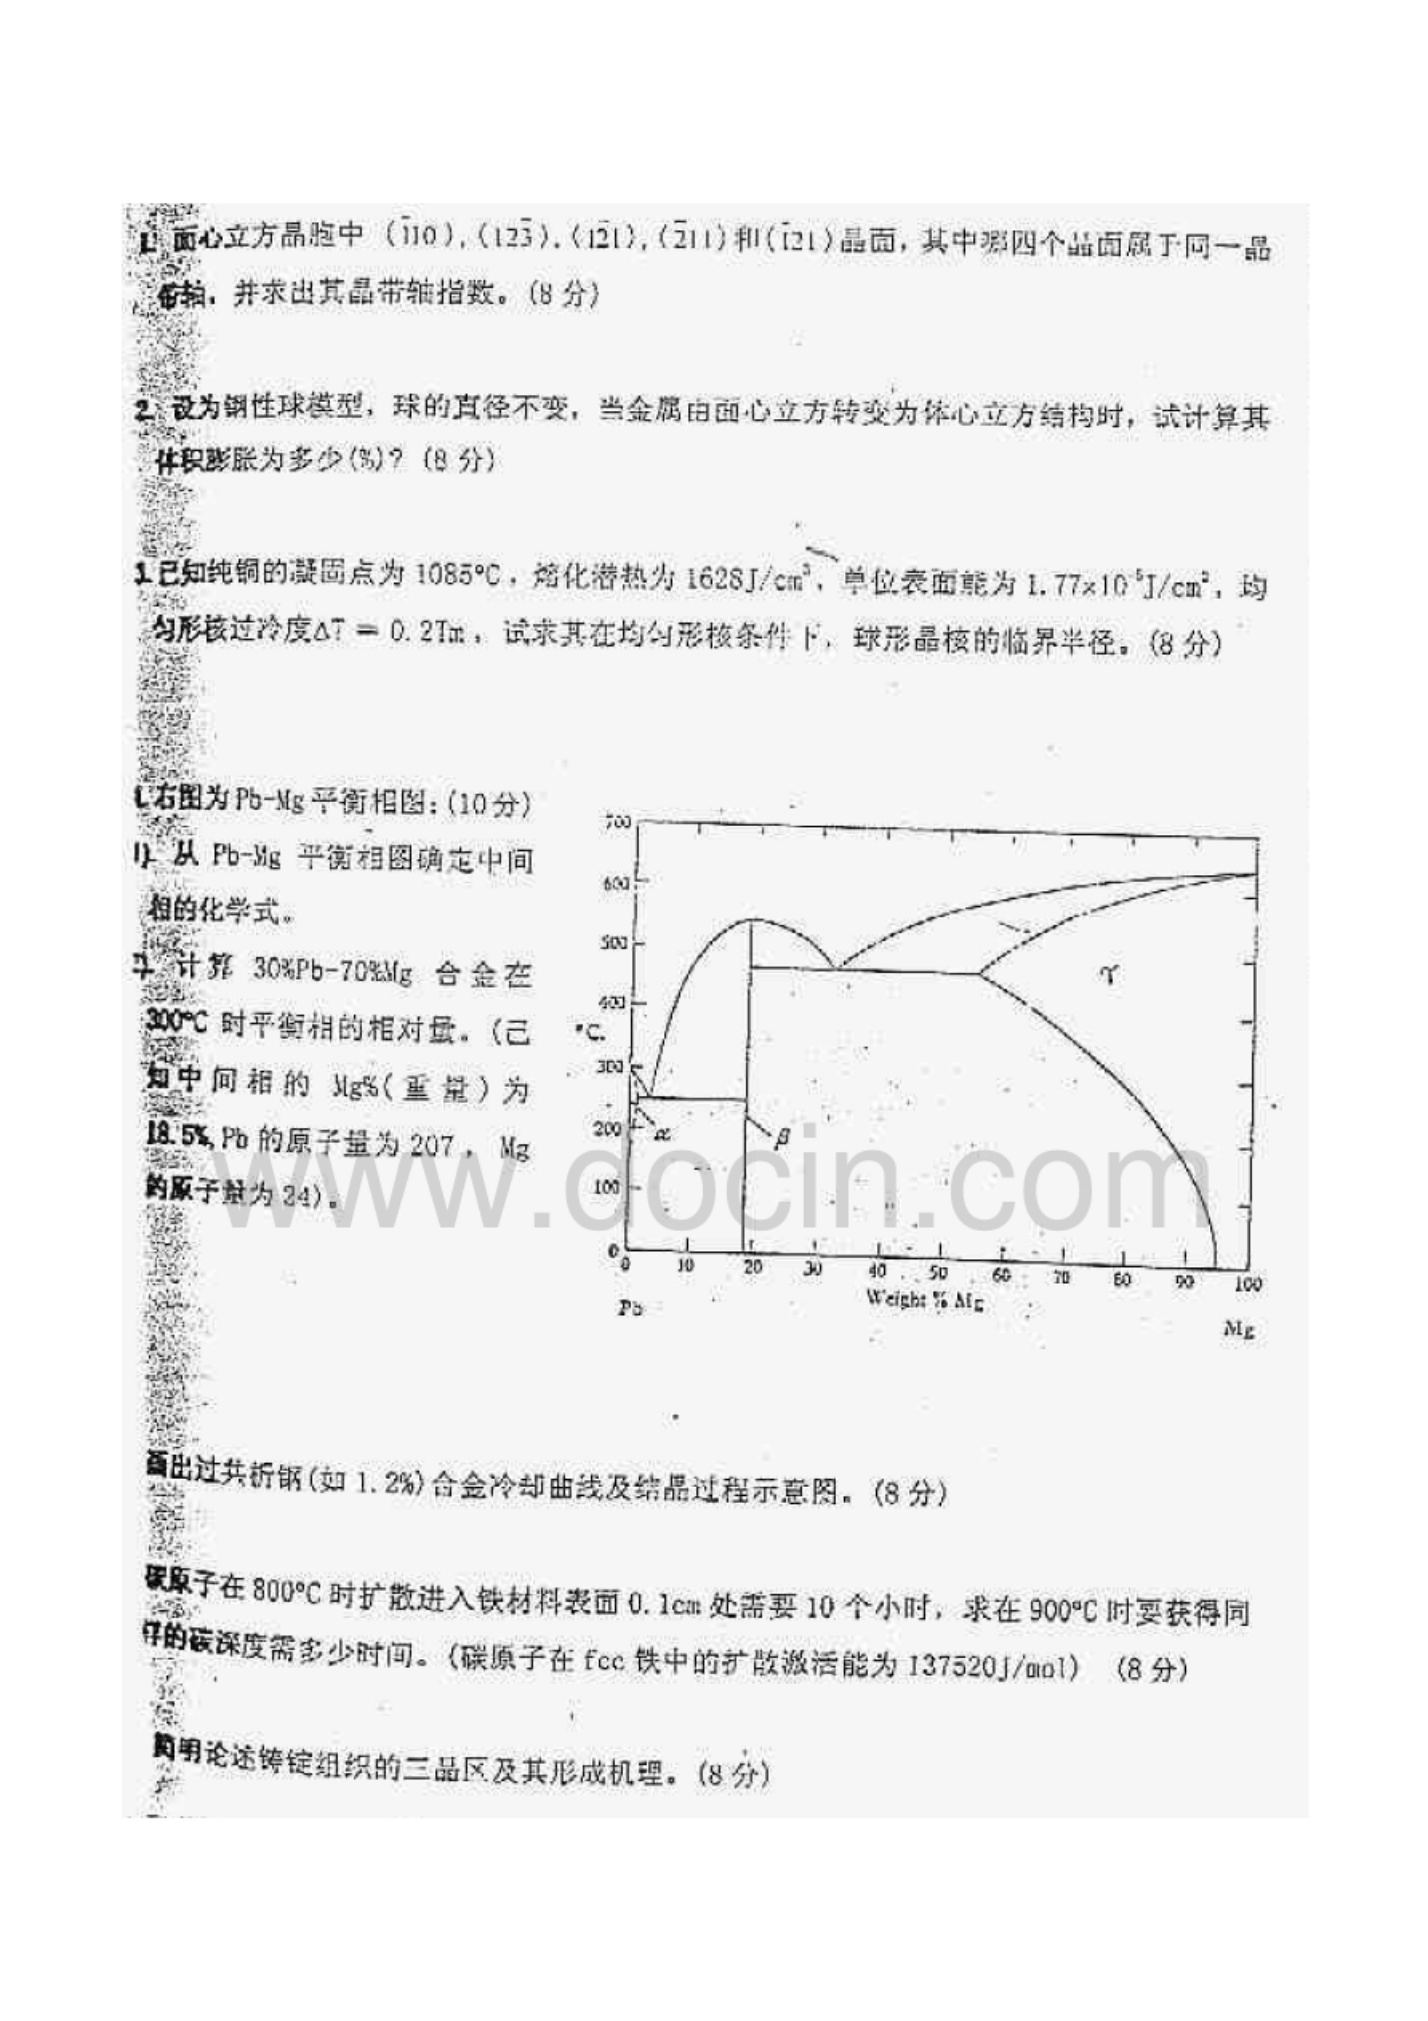 1. 面心立方晶胞中 (1̄10),(123̄),(12̄1),(2̄11)和(1̄21)晶面，其中哪四个晶面属于同一晶
带轴，并求出其晶带轴指数。(8 分)
2. 设为钢性球模型，球的直径不变，当金属由面心立方转变为体心立方结构时，试计算其
体积膨胀为多少(%)? (8 分)
3.已知纯铜的凝固点为 1085°C，熔化潜热为 1628J/cm³，单位表面能为 1.77×10⁻⁵J/cm²，均
匀形核过冷度ΔT = 0.2Tm，试求其在均匀形核条件下，球形晶核的临界半径。(8 分)
右图为Pb-Mg平衡相图：(10分)
1). 从 Pb-Mg 平衡相图确定中间
相的化学式。
2). 计算 30%Pb-70%Mg 合金在
300°C 时平衡相的相对量。(已
知中间相的 Mg%(重量)为
18.5%,Pb的原子量为207，Mg
的原子量为24)。
700
600
500
400
°C.
300
200
100
0
γ
α
β
0 10 20 30 40 50 60 70 80 90 100
Weight % Mg
Pb
Mg
www.docin.com
画出过共析钢(如 1.2%)合金冷却曲线及结晶过程示意图。(8 分)
碳原子在 800°C 时扩散进入铁材料表面 0.1cm 处需要 10 个小时，求在 900°C 时要获得同
样的碳深度需多少时间。(碳原子在 fcc 铁中的扩散激活能为 137520J/mol) (8 分)
简明论述铸锭组织的三晶区及其形成机理。(8 分)